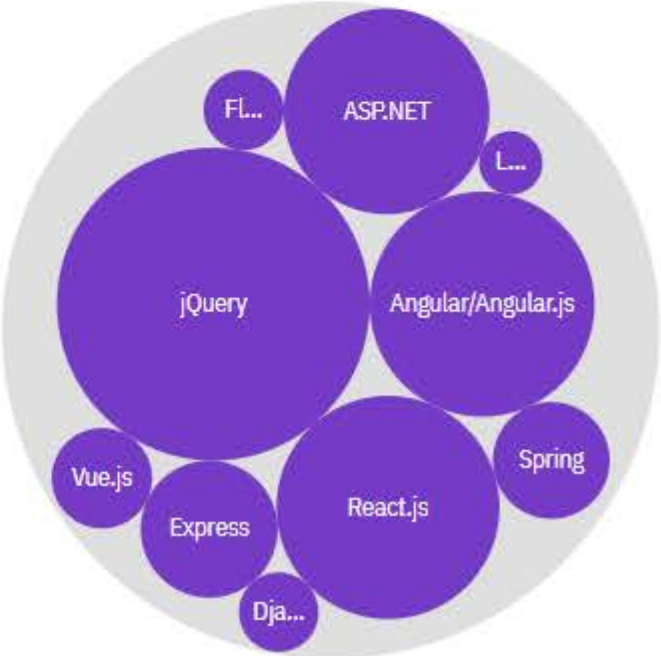 Fl...
ASP.NET
L...
jQuery
Angular/Angular.js
Vue.js
Express
React.js
Spring
Dja...